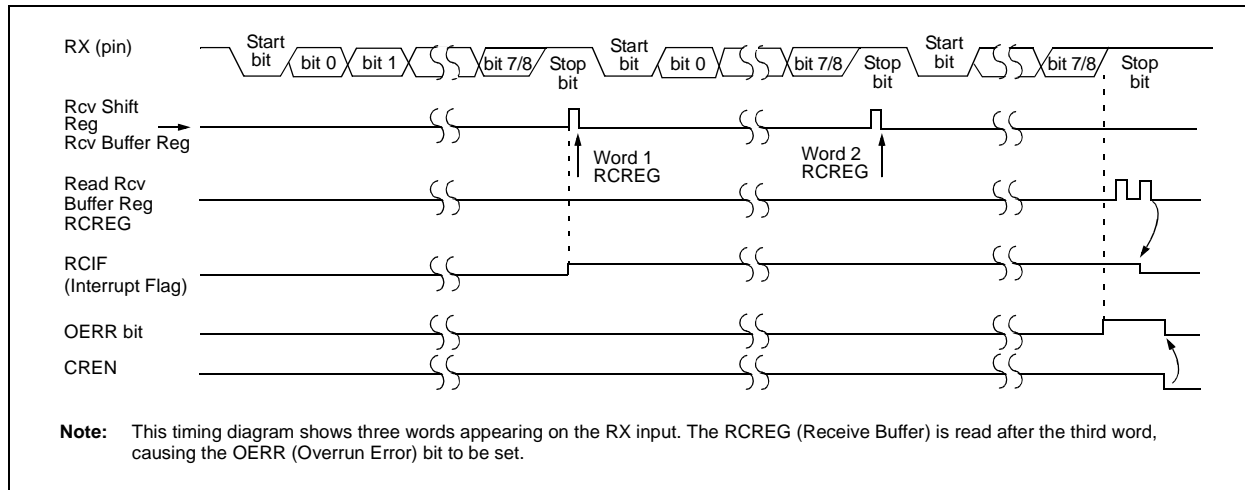 RX (pin)
Start
bit
bit 0
bit 1
bit 7/8
Stop
bit
Start
bit
bit 0
bit 7/8
Stop
bit
Start
bit
bit 7/8
Stop
bit
Rcv Shift
Reg
Rcv Buffer Reg
Word 1
RCREG
Word 2
RCREG
Read Rcv
Buffer Reg
RCREG
RCIF
(Interrupt Flag)
OERR bit
CREN
Note: This timing diagram shows three words appearing on the RX input. The RCREG (Receive Buffer) is read after the third word,
causing the OERR (Overrun Error) bit to be set.